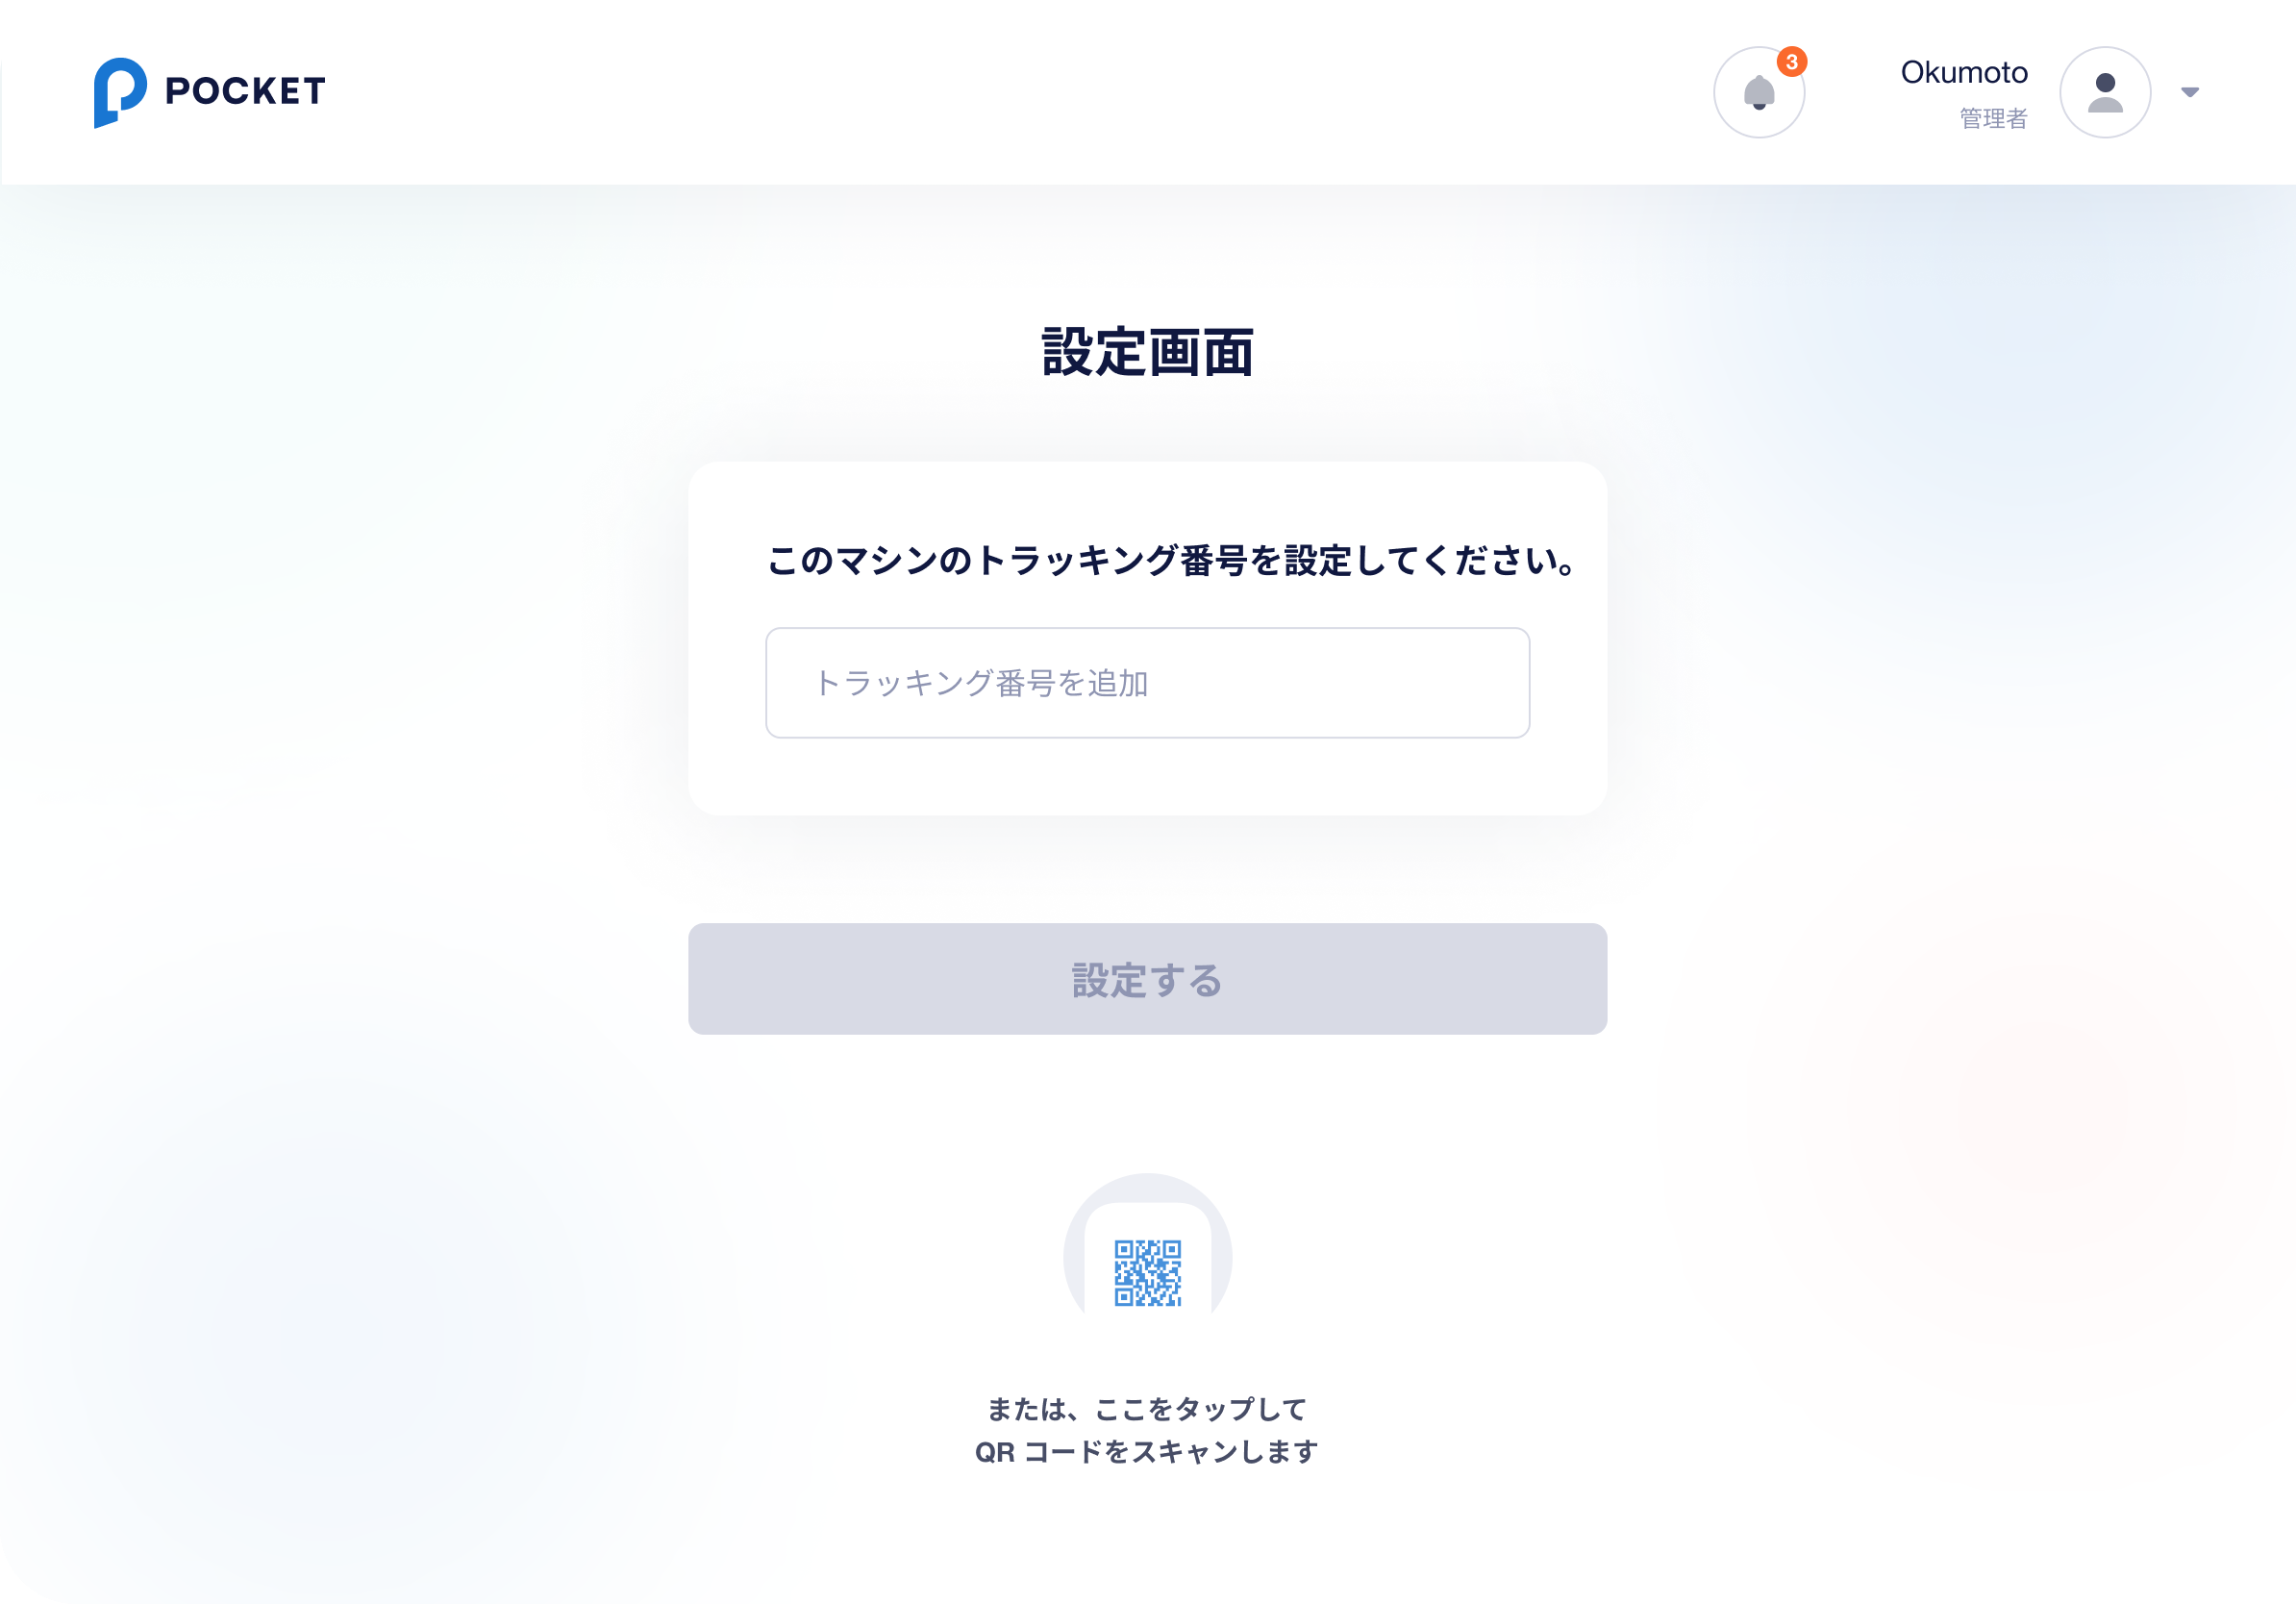 POCKET
3
Okumoto
管理者
設定画面
このマシンのトラッキング番号を設定してください。
トラッキング番号を追加
設定する
または、ここをタップして
QR コードをスキャンします